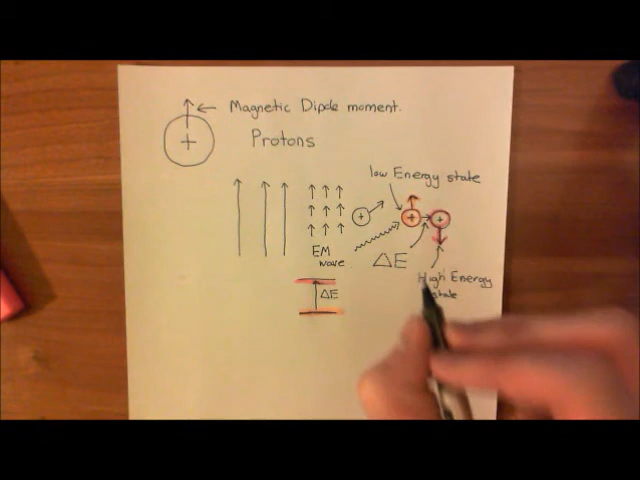 Magnetic Dipole moment.
+
Protons
low Energy state
+
+
+
EM
wave
ΔE
ΔE
High Energy
state